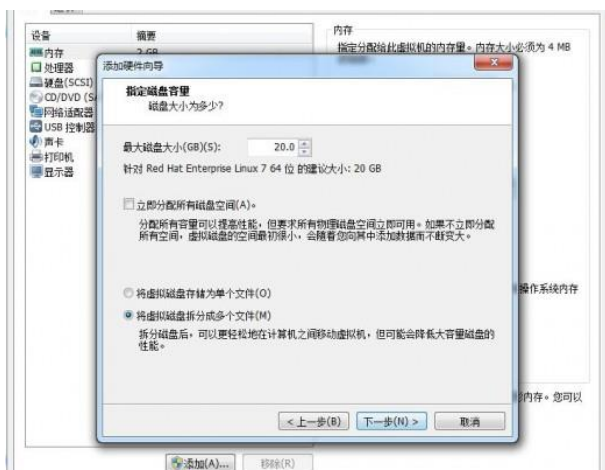 设备
摘要
内存
2 GB
处理器
硬盘(SCSI)
CD/DVD (SA
网络适配器
USB 控制器
声卡
打印机
显示器
内存
指定分配给此虚拟机的内存量。内存大小必须为 4 MB
添加硬件向导
指定磁盘容量
磁盘大小为多少?
最大磁盘大小(GB)(S):
20.0
针对 Red Hat Enterprise Linux 7 64 位 的建议大小: 20 GB
立即分配所有磁盘空间(A)。
分配所有容量可以提高性能，但要求所有物理磁盘空间立即可用。如果不立即分配
所有空间，虚拟磁盘的空间最初很小，会随着您向其中添加数据而不断变大。
将虚拟磁盘存储为单个文件(O)
将虚拟磁盘拆分成多个文件(M)
拆分磁盘后，可以更轻松地在计算机之间移动虚拟机，但可能会降低大容量磁盘的
性能。
操作系统内存
内存。您可以
< 上一步(B)
下一步(N) >
取消
添加(A)...
移除(R)